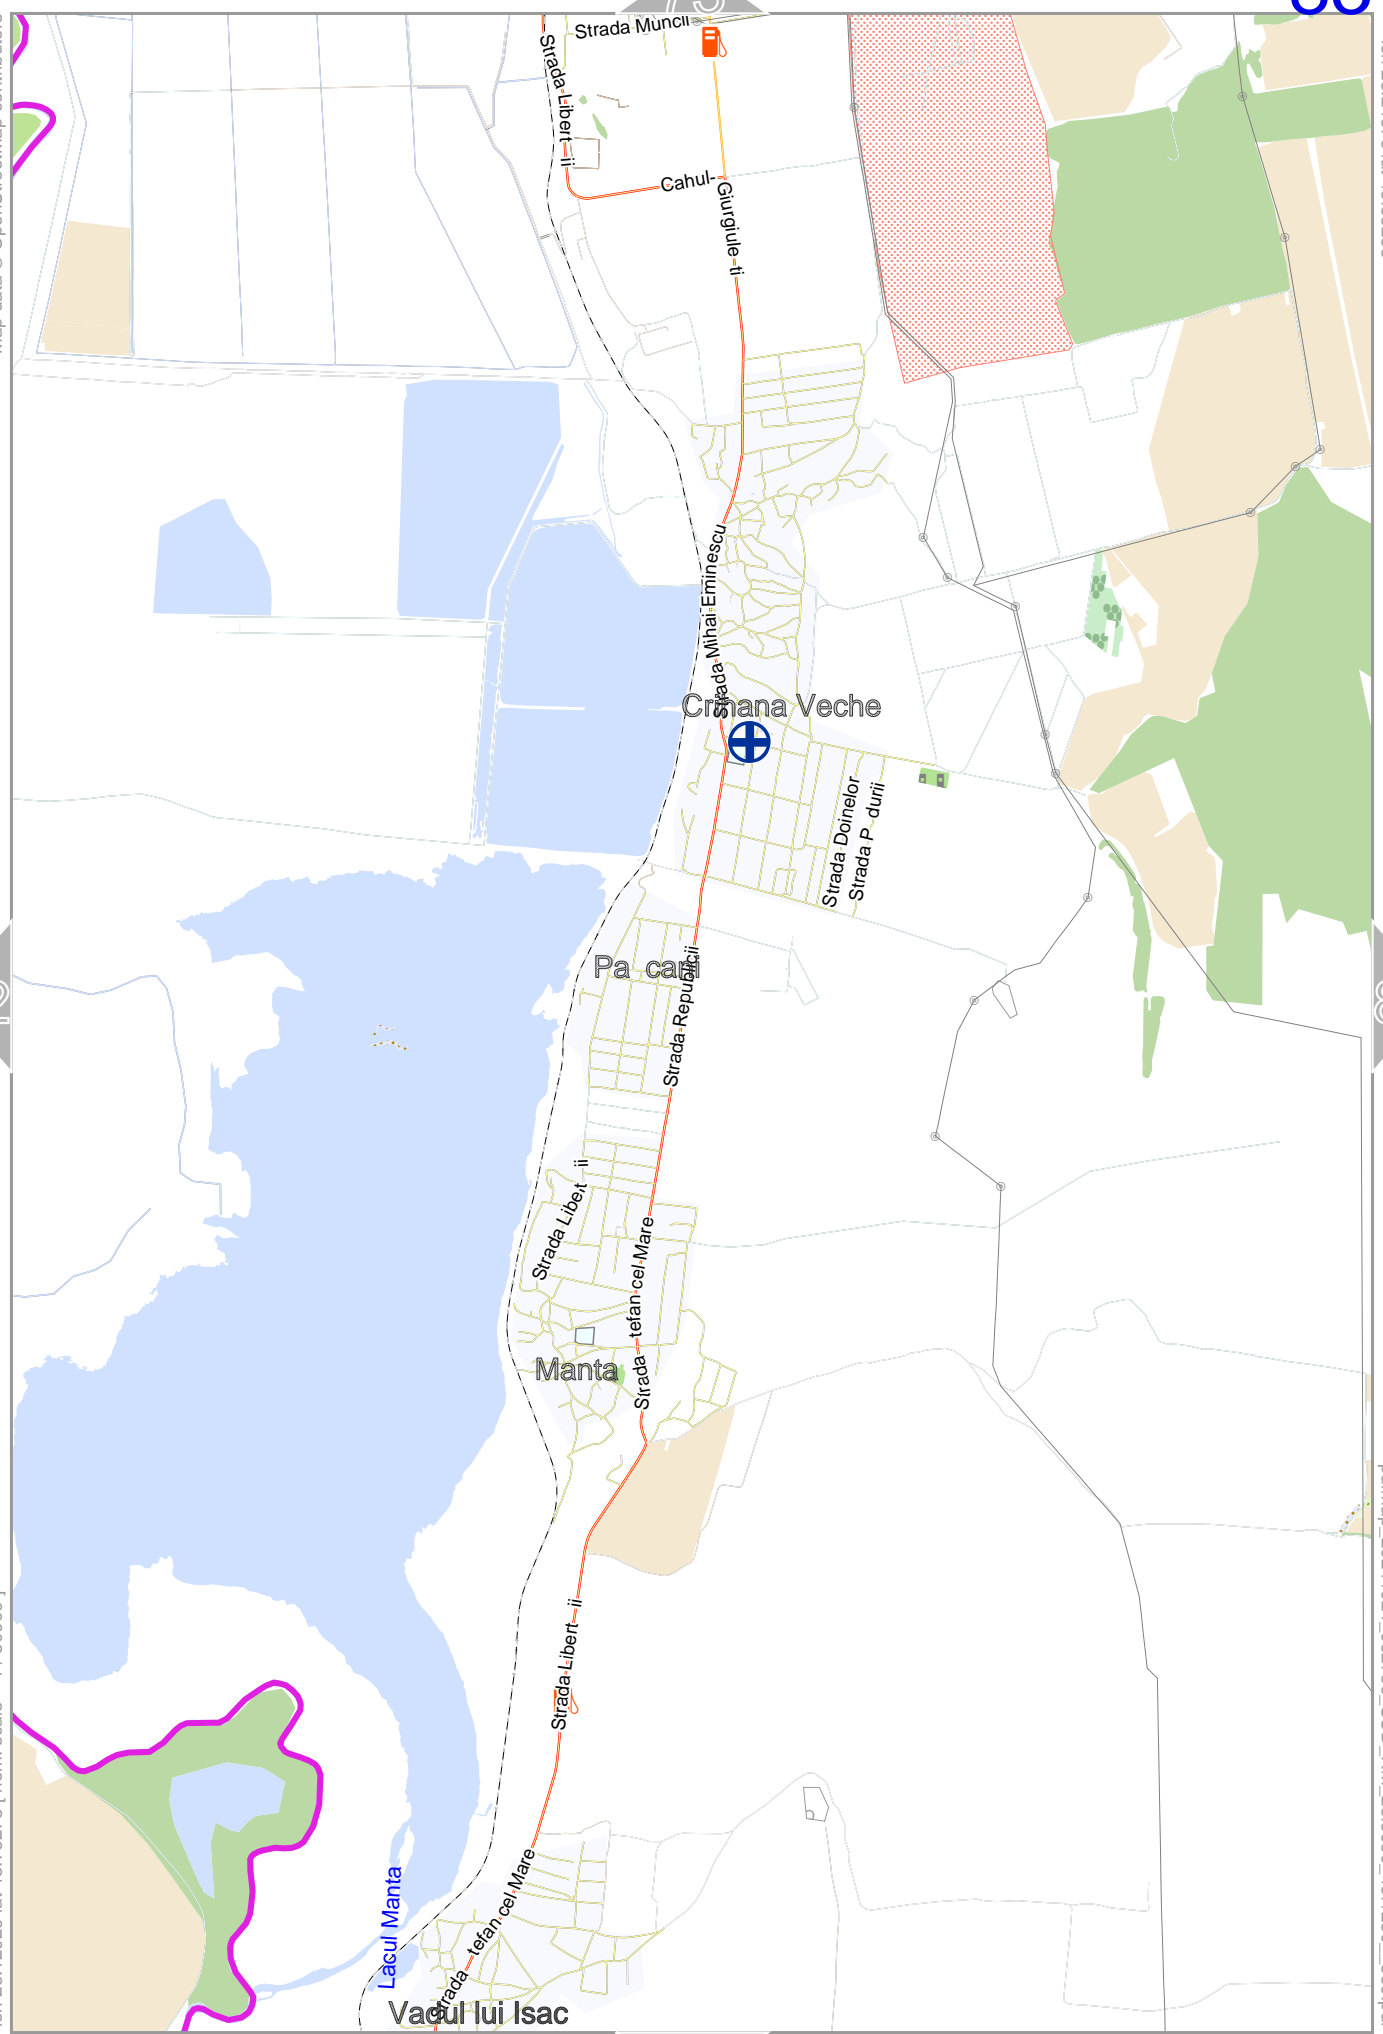 Strada Muncii
Strada Libert ii
Cahul-
Giurgiule ti
Strada Mihai Eminescu
Crihana Veche
Strada Doinelor
Strada P durii
Pa cani
Strada Republicii
Strada Libert ii
Strada tefan cel Mare
Manta
Strada Libert ii
Strada tefan cel Mare
Lacul Manta
Vadul lui Isac